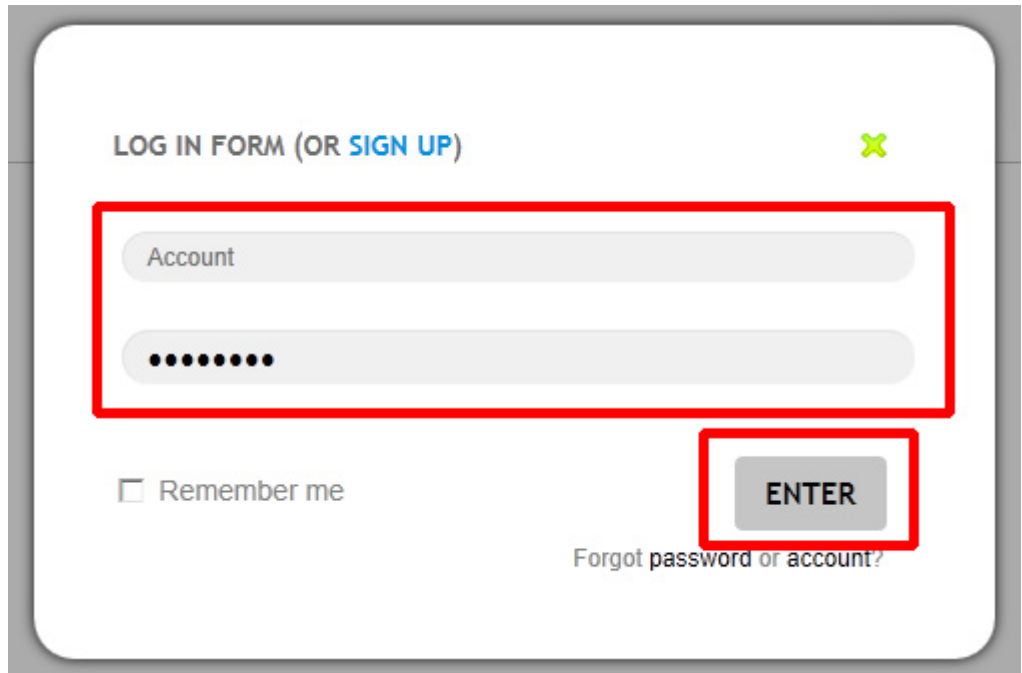 LOG IN FORM (OR SIGN UP)
Account
••••••••
Remember me
ENTER
Forgot password or account?